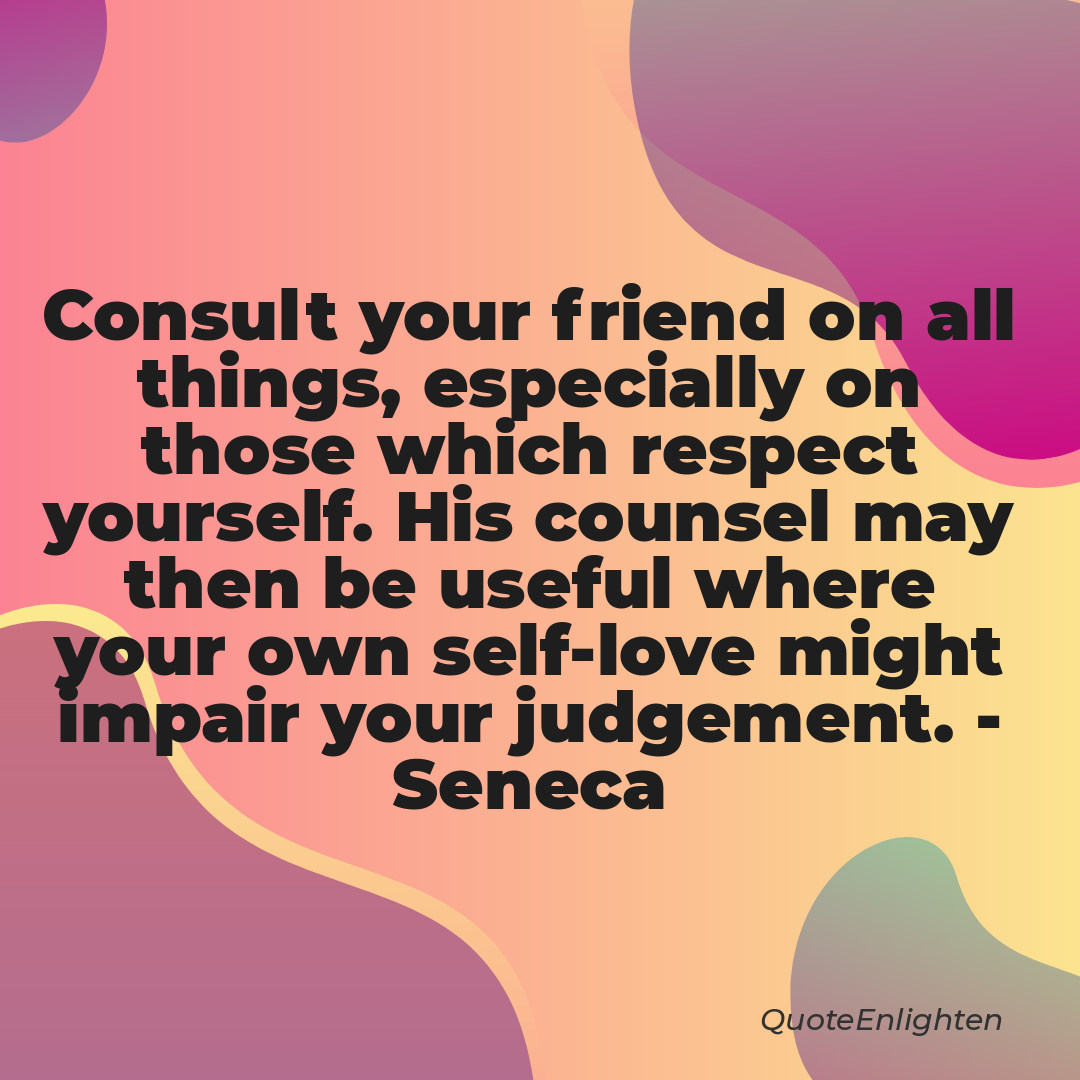 Consult your friend on all
things, especially on
those which respect
yourself. His counsel may
then be useful where
your own self-love might
impair your judgement. -
Seneca
QuoteEnlighten